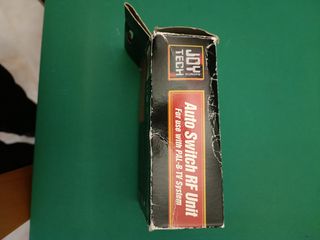 JOY
TECH
Auto Switch RF Unit
For use with PAL-B TV System